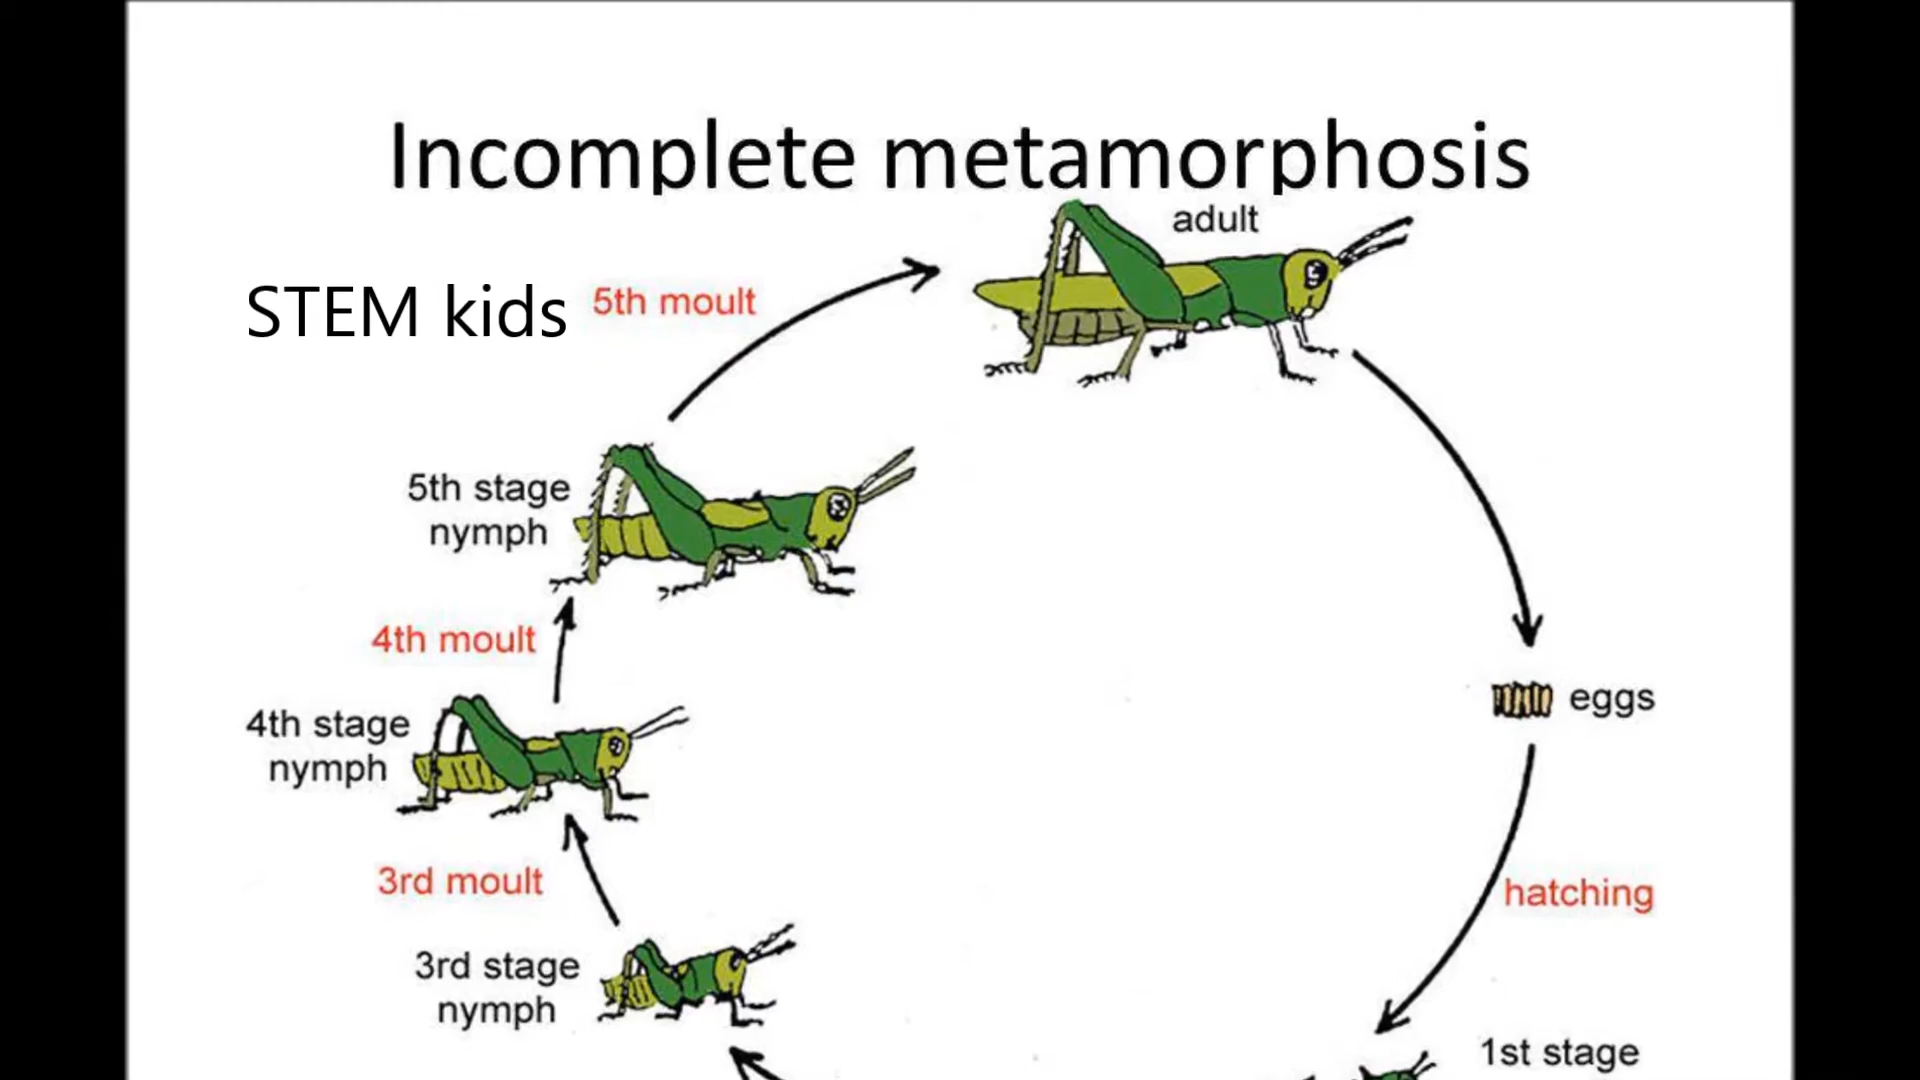 Incomplete metamorphosis
adult
STEM kids
5th moult
5th stage
nymph
4th moult
4th stage
nymph
eggs
3rd moult
hatching
3rd stage
nymph
1st stage